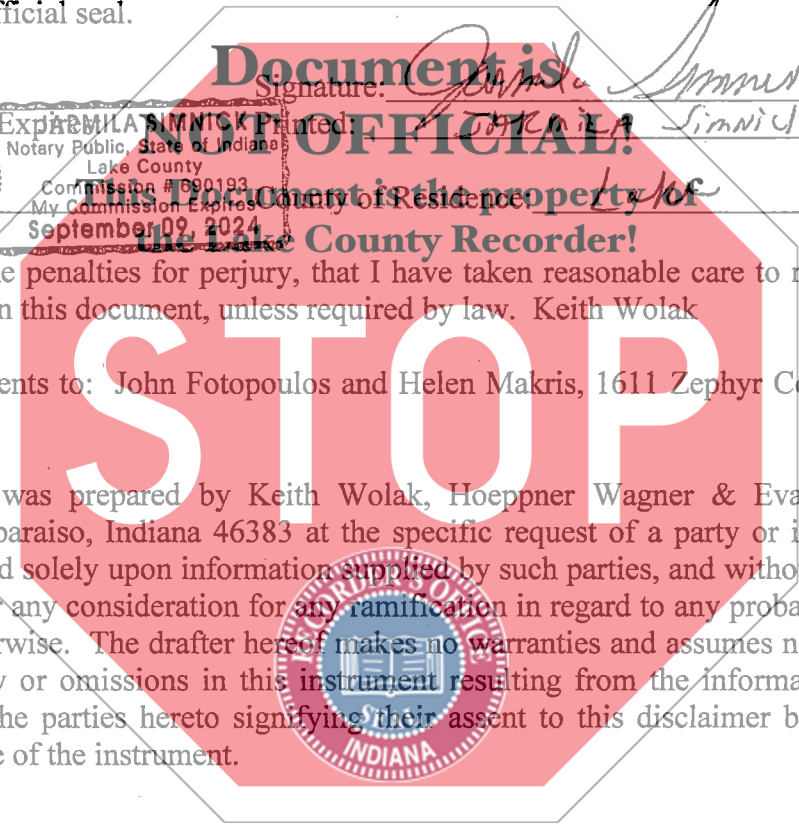 fficial seal.
Document is
Signature:
NOT OFFICIAL!
Expires
JARMILA SIMNICK
Printed: JARMILA SIMNICK
Notary Public, State of Indiana
Lake County
Commission # 690193
My Commission Expires
September 09, 2024
This Document is the property of
County of Residence: Lake
the Lake County Recorder!
e penalties for perjury, that I have taken reasonable care to
n this document, unless required by law. Keith Wolak
STOP
ents to: John Fotopoulos and Helen Makris, 1611 Zephyr
was prepared by Keith Wolak, Hoeppner Wagner & Eva
paraiso, Indiana 46383 at the specific request of a party or i
d solely upon information supplied by such parties, and witho
any consideration for any ramification in regard to any proba
rwise. The drafter hereof makes no warranties and assumes n
y or omissions in this instrument resulting from the informa
he parties hereto signifying their assent to this disclaimer b
e of the instrument.
RECORDER'S OFFICE
SEAL
INDIANA